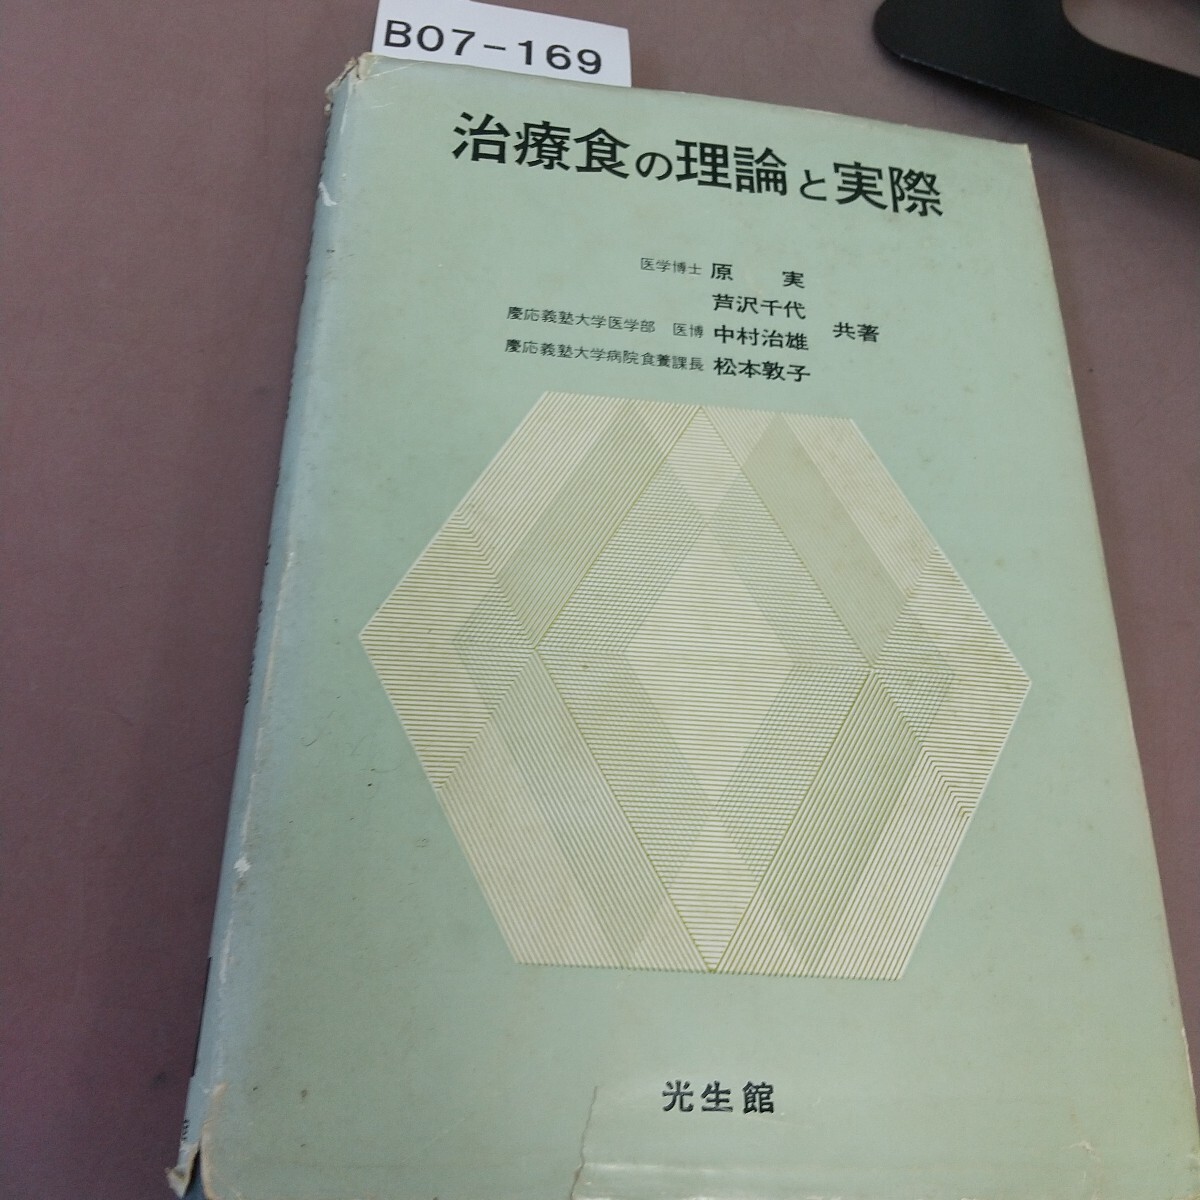 B07-169
治療食の理論と実際
医学博士 原 実
芦沢千代
慶応義塾大学医学部 医博 中村治雄 共著
慶応義塾大学病院食養課長 松本敦子
光生館